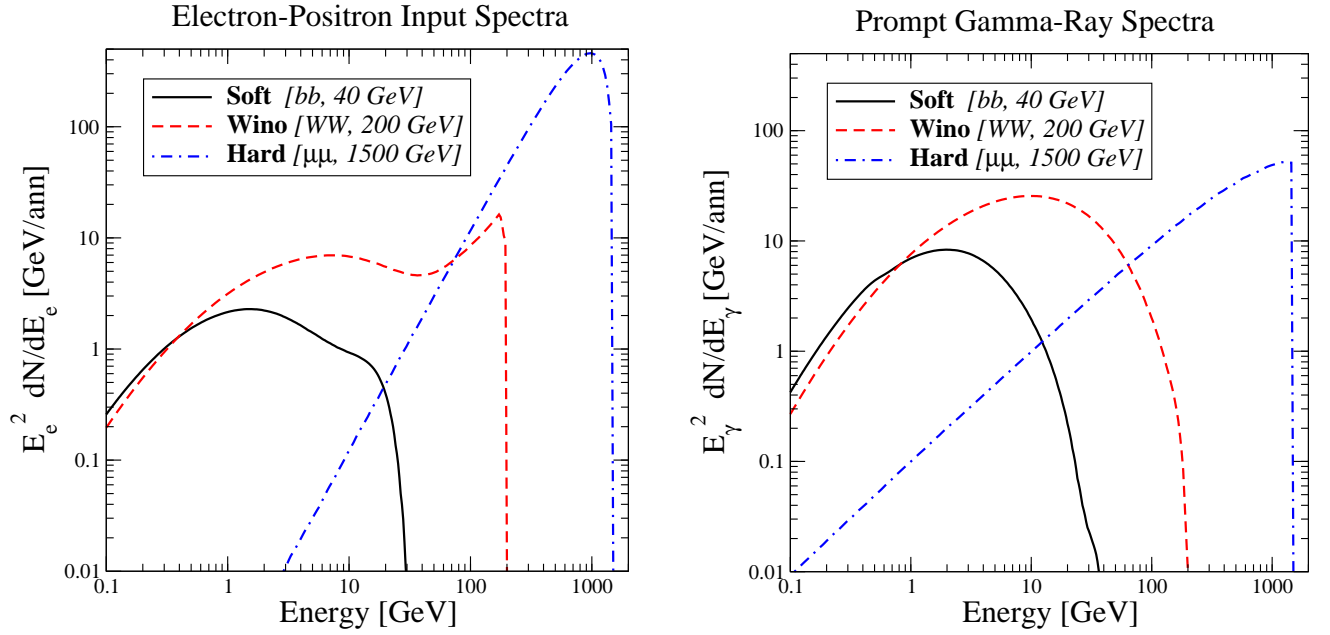 Electron-Positron Input Spectra
Soft [bb, 40 GeV]
Wino [WW, 200 GeV]
Hard [μμ, 1500 GeV]
E_e^2 dN/dE_e [GeV/ann]
100
10
1
0.1
0.01
0.1 1 10 100 1000
Energy [GeV]
Prompt Gamma-Ray Spectra
Soft [bb, 40 GeV]
Wino [WW, 200 GeV]
Hard [μμ, 1500 GeV]
E_γ^2 dN/dE_γ [GeV/ann]
100
10
1
0.1
0.01
0.1 1 10 100 1000
Energy [GeV]